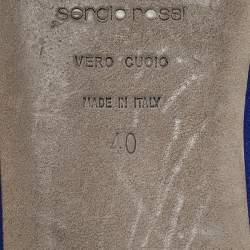 sergio rossi
VERO CUOIO
MADE IN ITALY
40